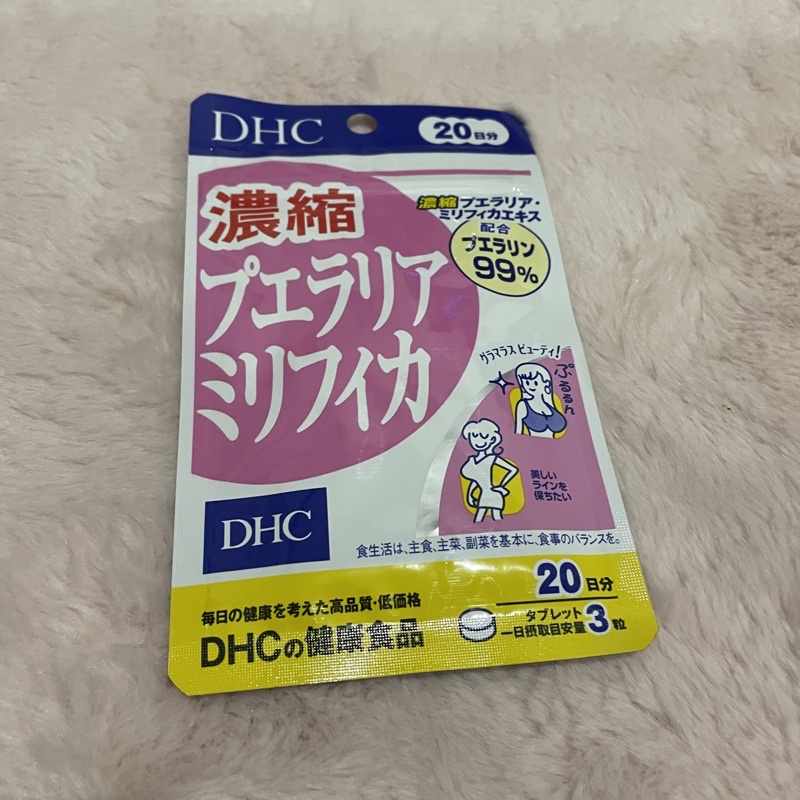 DHC
20日分
濃縮
プエラリア
ミリフィカ
濃縮プエラリア・
ミリフィカエキス
配合
プエラリン
99%
グラマラスビューティ!
ぷるるん
美しい
ラインを
保ちたい
DHC
食生活は、主食、主菜、副菜を基本に、食事のバランスを。
毎日の健康を考えた高品質・低価格
DHCの健康食品
20日分
タブレット
一日摂取目安量3粒